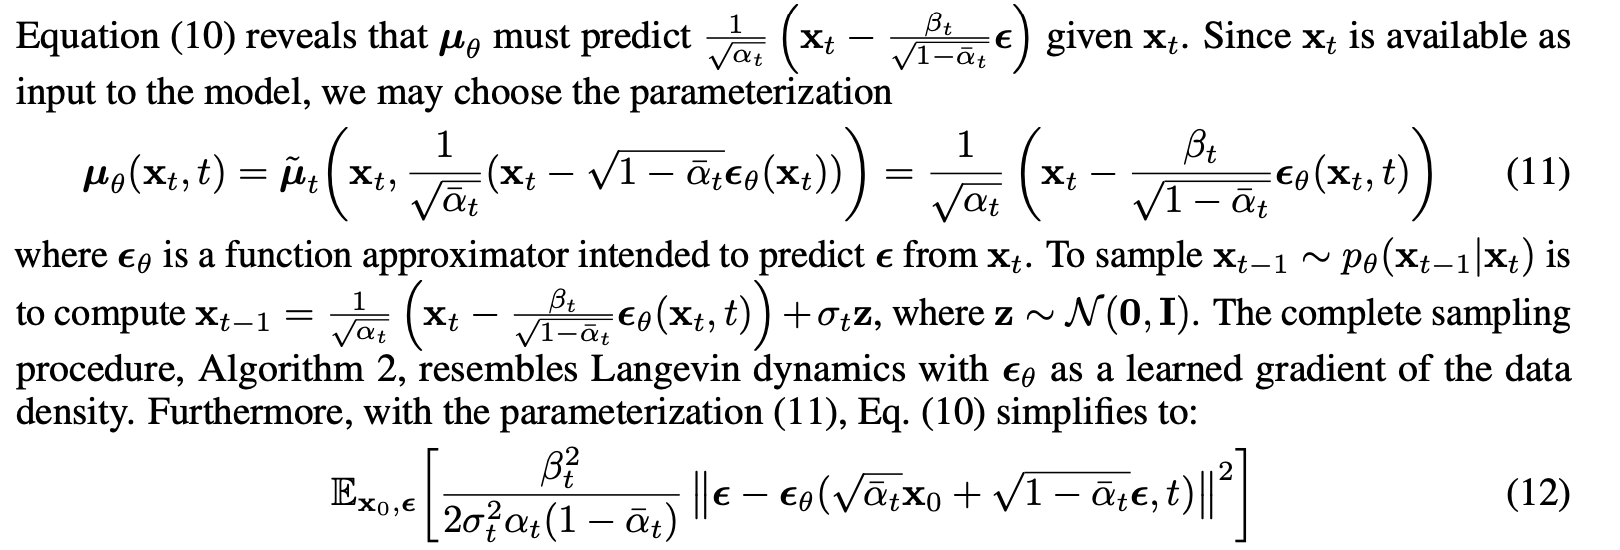 Equation (10) reveals that $\boldsymbol{\mu}_\theta$ must predict $\frac{1}{\sqrt{\alpha_t}}\left(\mathbf{x}_t - \frac{\beta_t}{\sqrt{1-\bar{\alpha}_t}}\boldsymbol{\epsilon}\right)$ given $\mathbf{x}_t$. Since $\mathbf{x}_t$ is available as
input to the model, we may choose the parameterization
$\boldsymbol{\mu}_\theta(\mathbf{x}_t, t) = \tilde{\boldsymbol{\mu}}_t\left(\mathbf{x}_t, \frac{1}{\sqrt{\bar{\alpha}_t}}(\mathbf{x}_t - \sqrt{1-\bar{\alpha}_t}\boldsymbol{\epsilon}_\theta(\mathbf{x}_t))\right) = \frac{1}{\sqrt{\alpha_t}}\left(\mathbf{x}_t - \frac{\beta_t}{\sqrt{1-\bar{\alpha}_t}}\boldsymbol{\epsilon}_\theta(\mathbf{x}_t, t)\right)$ (11)
where $\boldsymbol{\epsilon}_\theta$ is a function approximator intended to predict $\boldsymbol{\epsilon}$ from $\mathbf{x}_t$. To sample $\mathbf{x}_{t-1} \sim p_\theta(\mathbf{x}_{t-1}|\mathbf{x}_t)$ is
to compute $\mathbf{x}_{t-1} = \frac{1}{\sqrt{\alpha_t}}\left(\mathbf{x}_t - \frac{\beta_t}{\sqrt{1-\bar{\alpha}_t}}\boldsymbol{\epsilon}_\theta(\mathbf{x}_t, t)\right) + \sigma_t\mathbf{z}$, where $\mathbf{z} \sim \mathcal{N}(\mathbf{0}, \mathbf{I})$. The complete sampling
procedure, Algorithm 2, resembles Langevin dynamics with $\boldsymbol{\epsilon}_\theta$ as a learned gradient of the data
density. Furthermore, with the parameterization (11), Eq. (10) simplifies to:
$\mathbb{E}_{\mathbf{x}_0,\boldsymbol{\epsilon}}\left[\frac{\beta_t^2}{2\sigma_t^2\alpha_t(1-\bar{\alpha}_t)}\left\|\boldsymbol{\epsilon} - \boldsymbol{\epsilon}_\theta(\sqrt{\bar{\alpha}_t}\mathbf{x}_0 + \sqrt{1-\bar{\alpha}_t}\boldsymbol{\epsilon}, t)\right\|^2\right]$ (12)